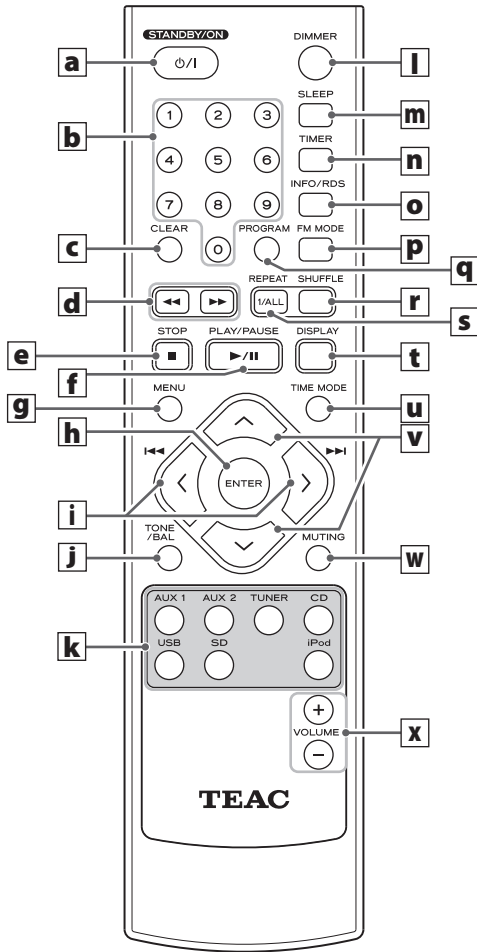 STANDBY/ON
DIMMER
a
⏻/I
l
SLEEP
m
b
1 2 3
TIMER
n
4 5 6
INFO/RDS
o
7 8 9
CLEAR
0
PROGRAM
FM MODE
p
c
q
d
◄◄ ►►
REPEAT SHUFFLE
1/ALL
r
s
STOP
PLAY/PAUSE
DISPLAY
e
■
►/II
t
f
MENU
TIME MODE
g
u
h
v
I◄◄
►►I
ENTER
i
TONE
/BAL
MUTING
j
w
AUX 1 AUX 2 TUNER CD
k
USB SD iPod
+
VOLUME
x
−
TEAC